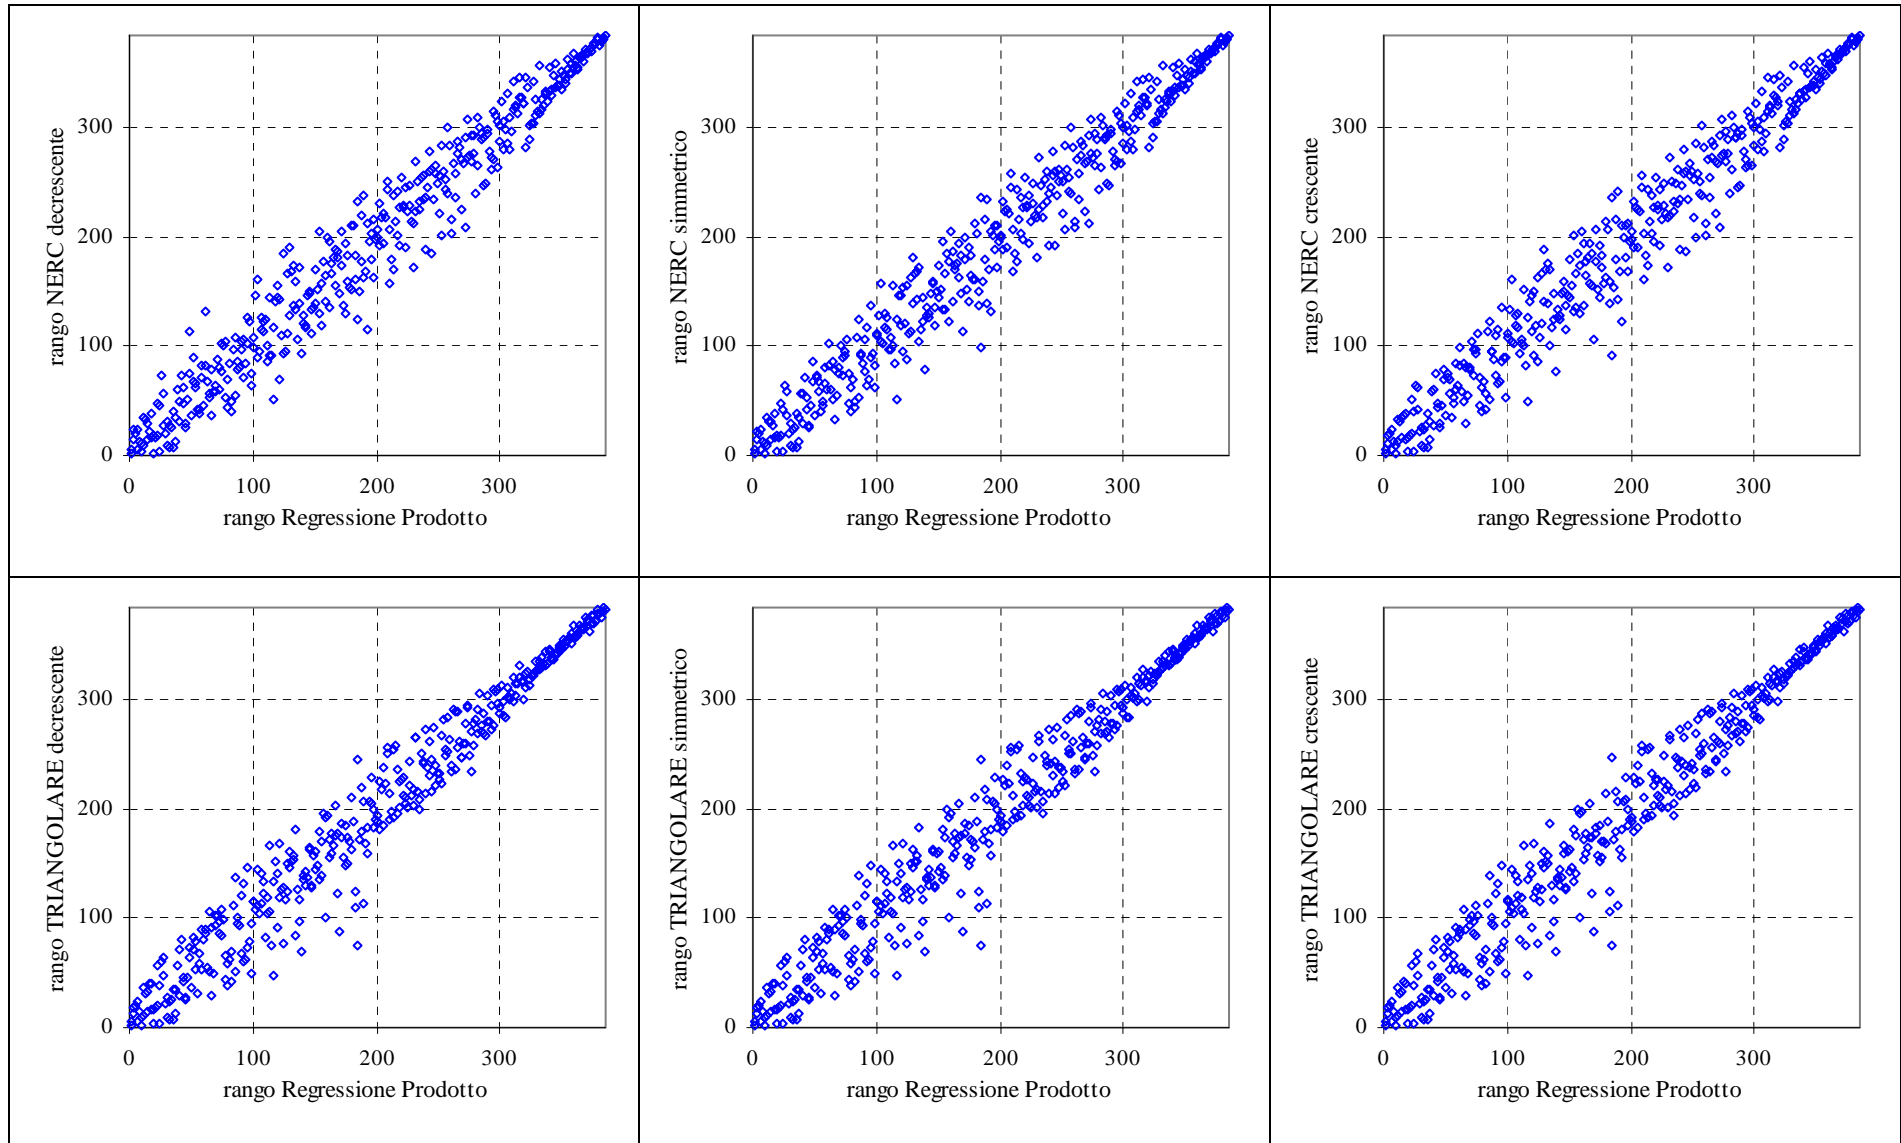 rango NERC decrescente
300
200
100
0
0 100 200 300
rango Regressione Prodotto
rango NERC simmetrico
300
200
100
0
0 100 200 300
rango Regressione Prodotto
rango NERC crescente
300
200
100
0
0 100 200 300
rango Regressione Prodotto
rango TRIANGOLARE decrescente
300
200
100
0
0 100 200 300
rango Regressione Prodotto
rango TRIANGOLARE simmetrico
300
200
100
0
0 100 200 300
rango Regressione Prodotto
rango TRIANGOLARE crescente
300
200
100
0
0 100 200 300
rango Regressione Prodotto